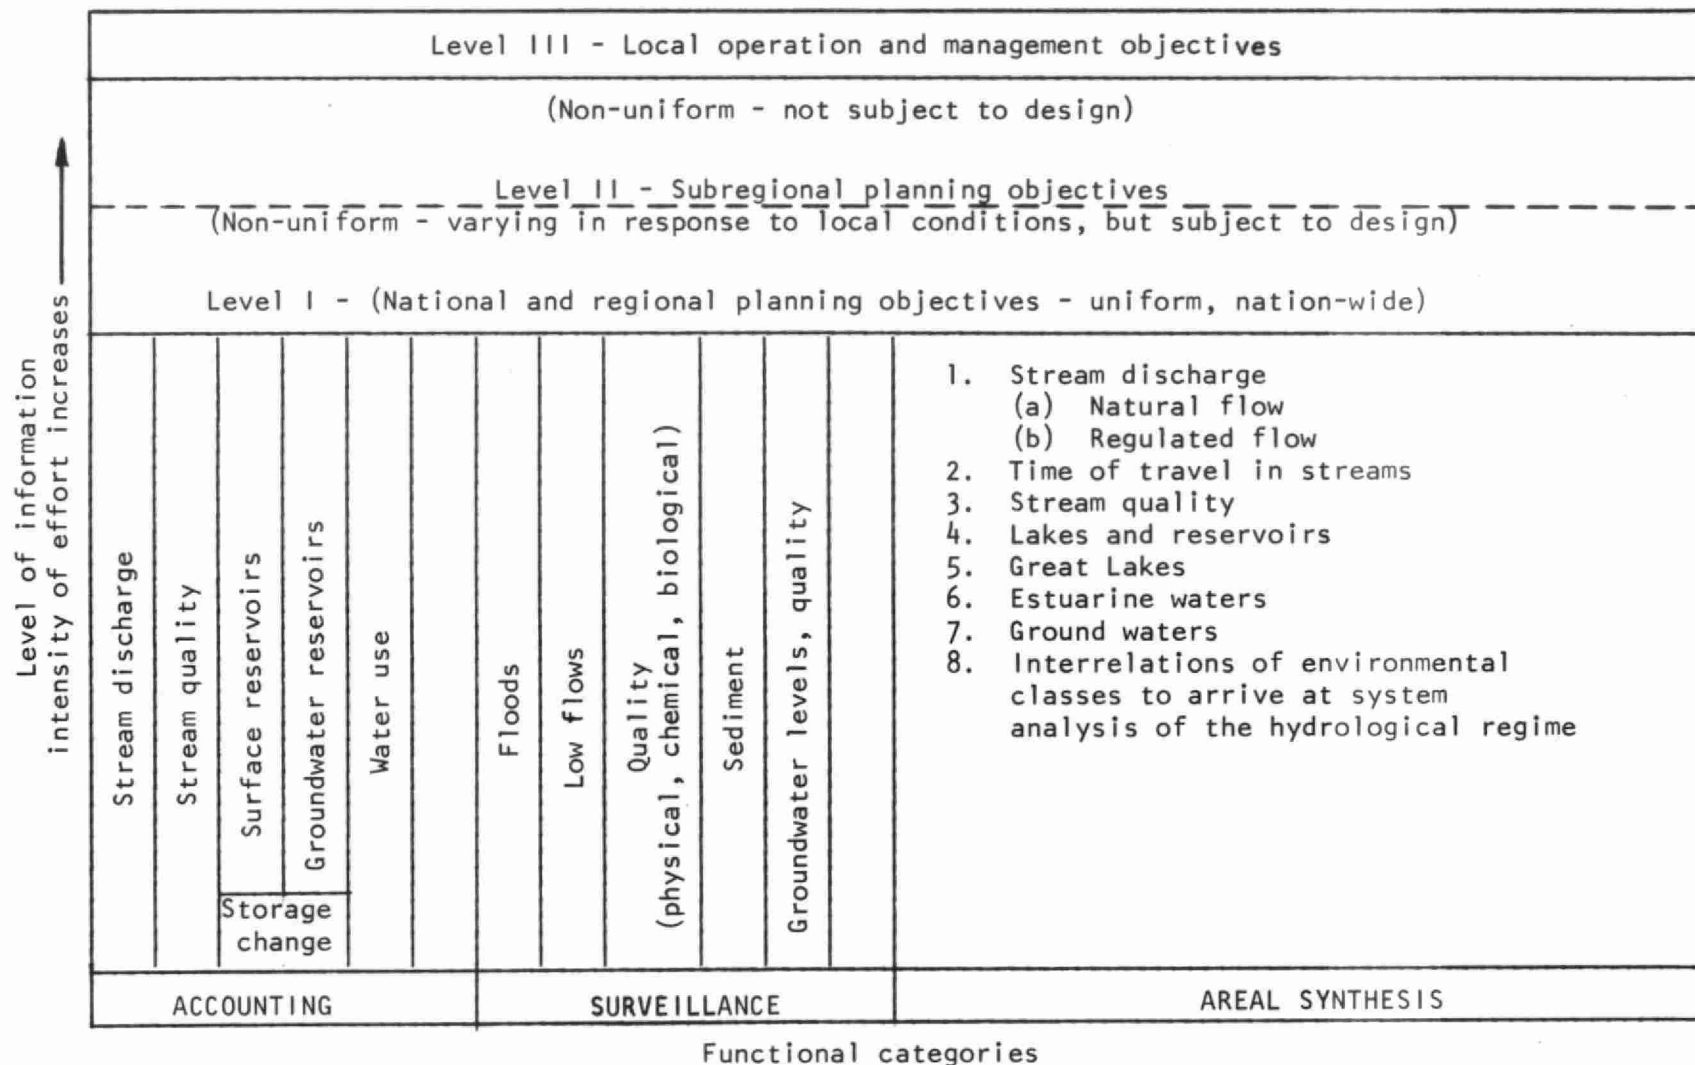 Level III - Local operation and management objectives
(Non-uniform - not subject to design)
Level II - Subregional planning objectives
(Non-uniform - varying in response to local conditions, but subject to design)
Level I - (National and regional planning objectives - uniform, nation-wide)
Level of information
intensity of effort increases
Stream discharge
Stream quality
Surface reservoirs
Groundwater reservoirs
Storage
change
Water use
Floods
Low flows
Quality
(physical, chemical, biological)
Sediment
Groundwater levels, quality
1. Stream discharge
(a) Natural flow
(b) Regulated flow
2. Time of travel in streams
3. Stream quality
4. Lakes and reservoirs
5. Great Lakes
6. Estuarine waters
7. Ground waters
8. Interrelations of environmental
classes to arrive at system
analysis of the hydrological regime
ACCOUNTING
SURVEILLANCE
AREAL SYNTHESIS
Functional categories